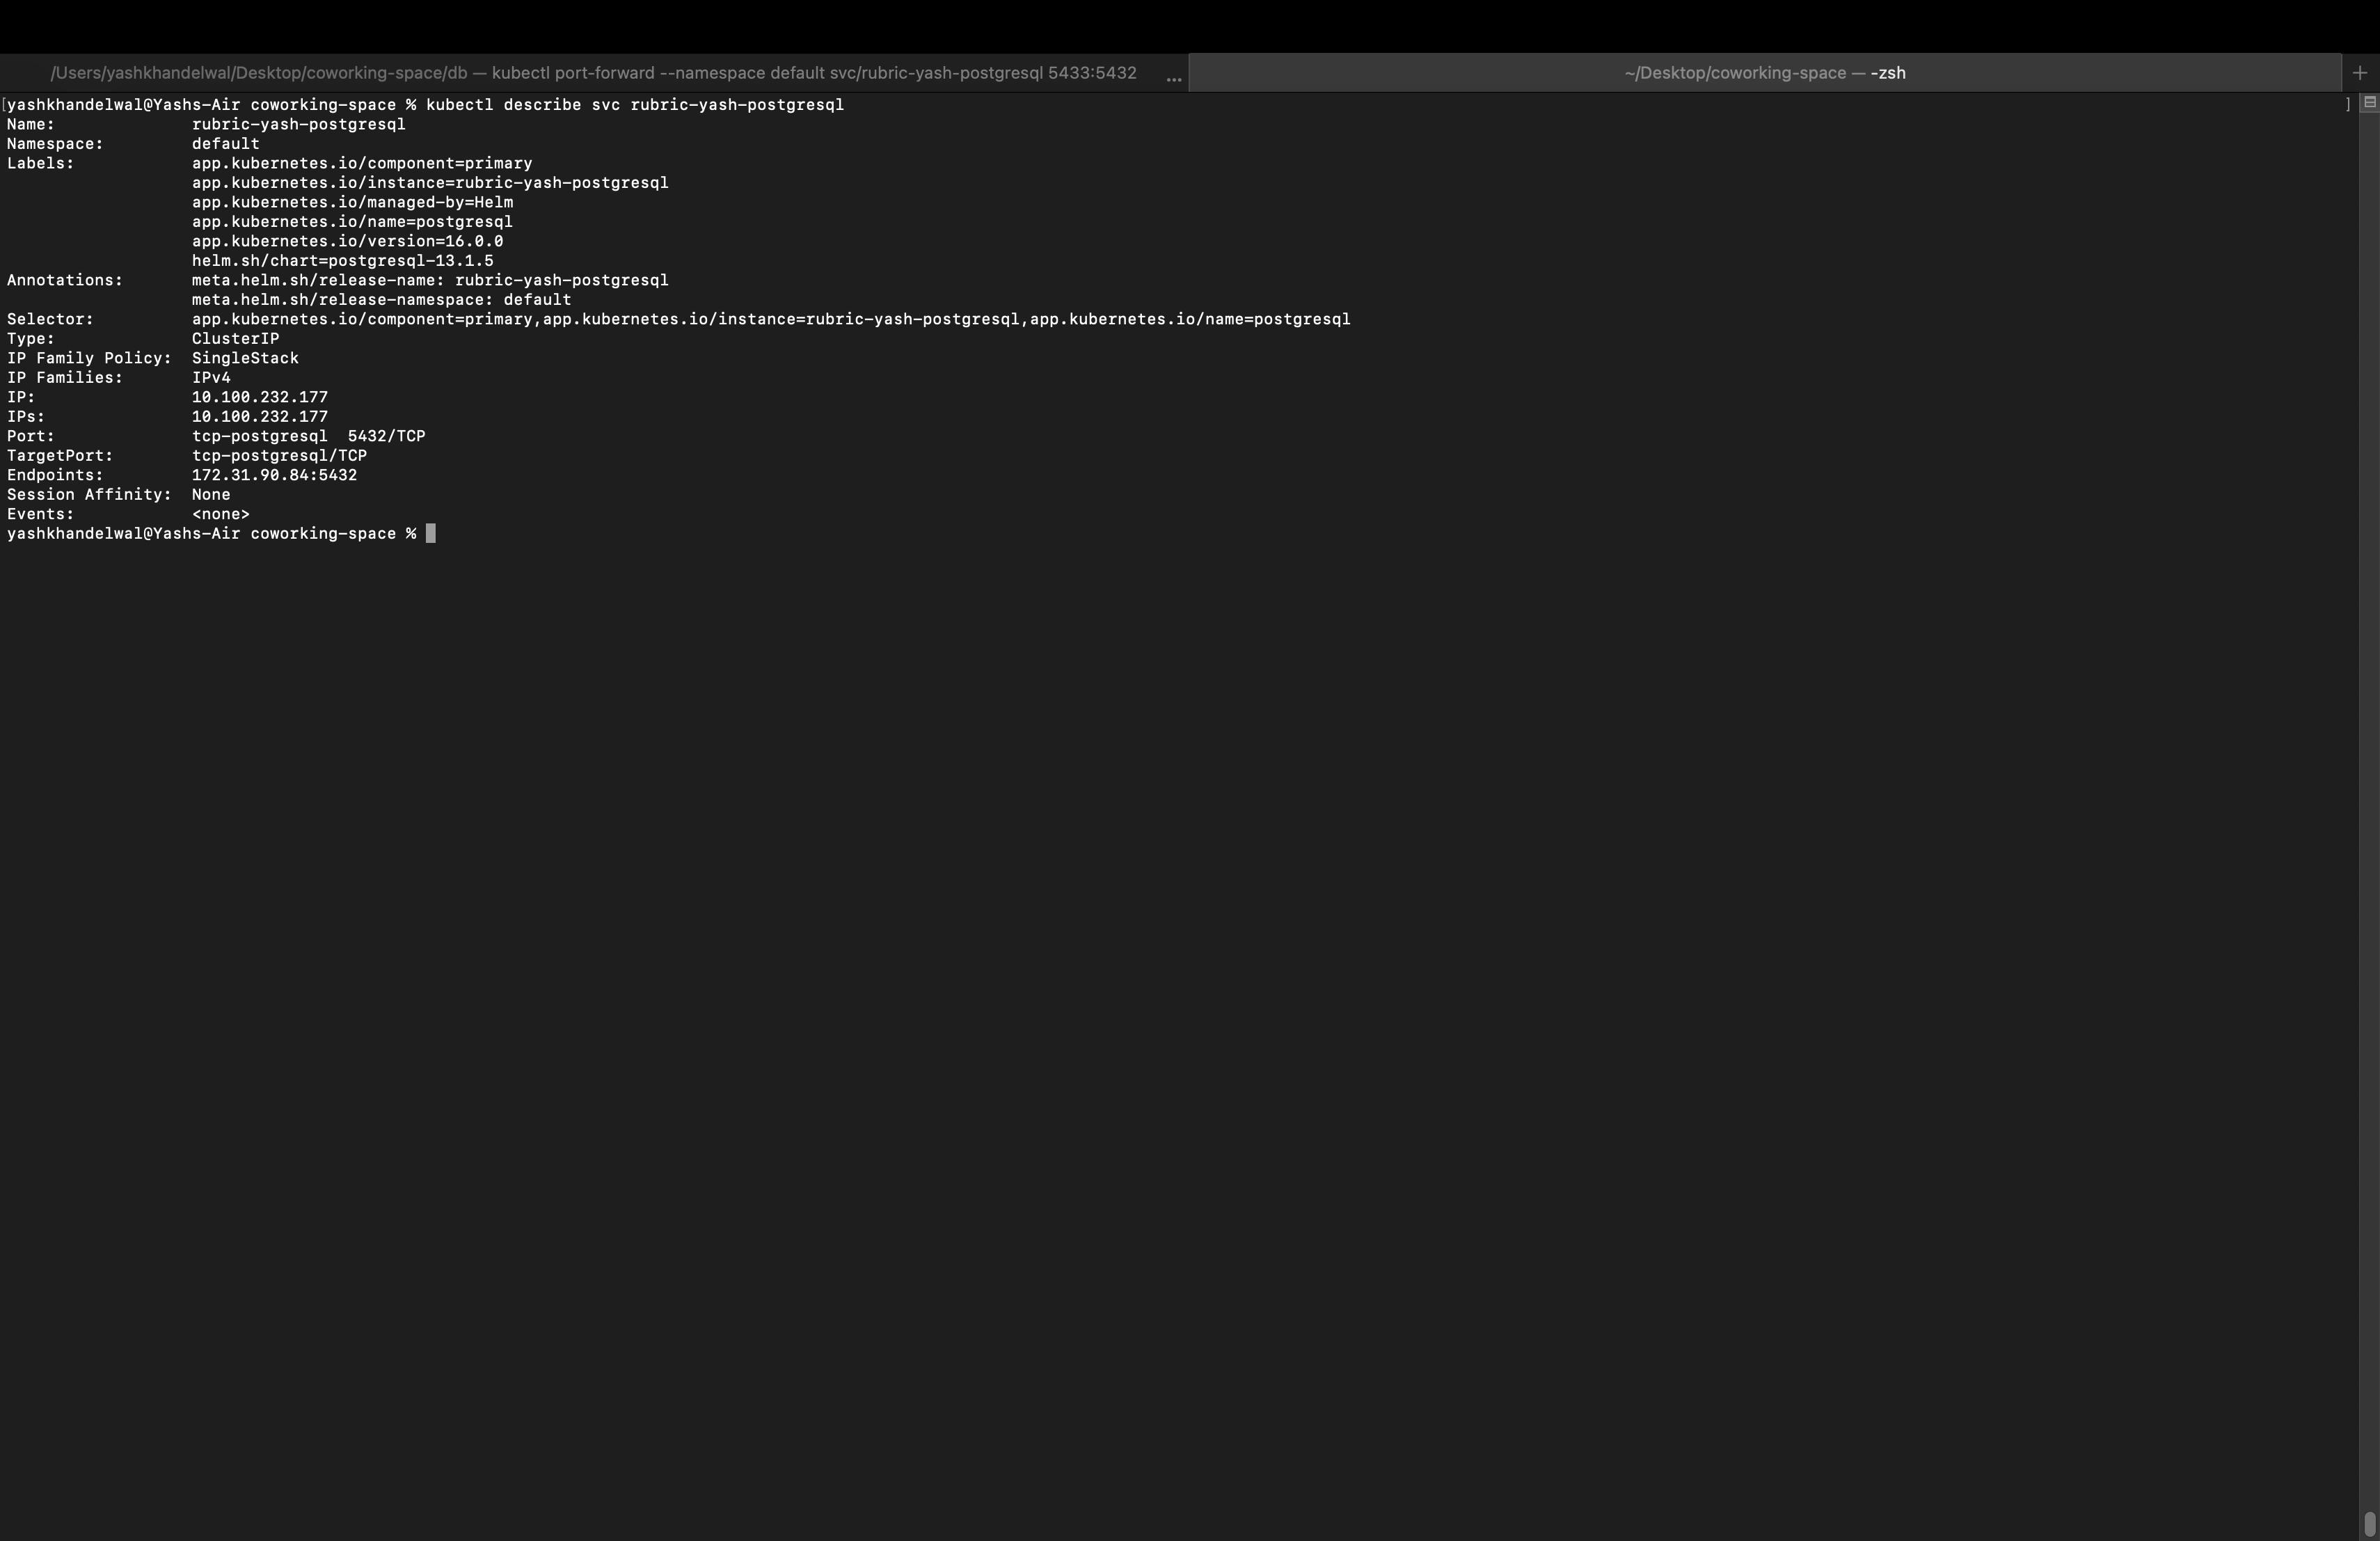 /Users/yashkhandelwal/Desktop/coworking-space/db — kubectl port-forward --namespace default svc/rubric-yash-postgresql 5433:5432 ...
~/Desktop/coworking-space — -zsh +
[yashkhandelwal@Yashs-Air coworking-space % kubectl describe svc rubric-yash-postgresql ]
Name: rubric-yash-postgresql
Namespace: default
Labels: app.kubernetes.io/component=primary
app.kubernetes.io/instance=rubric-yash-postgresql
app.kubernetes.io/managed-by=Helm
app.kubernetes.io/name=postgresql
app.kubernetes.io/version=16.0.0
helm.sh/chart=postgresql-13.1.5
Annotations: meta.helm.sh/release-name: rubric-yash-postgresql
meta.helm.sh/release-namespace: default
Selector: app.kubernetes.io/component=primary,app.kubernetes.io/instance=rubric-yash-postgresql,app.kubernetes.io/name=postgresql
Type: ClusterIP
IP Family Policy: SingleStack
IP Families: IPv4
IP: 10.100.232.177
IPs: 10.100.232.177
Port: tcp-postgresql 5432/TCP
TargetPort: tcp-postgresql/TCP
Endpoints: 172.31.90.84:5432
Session Affinity: None
Events: <none>
yashkhandelwal@Yashs-Air coworking-space %